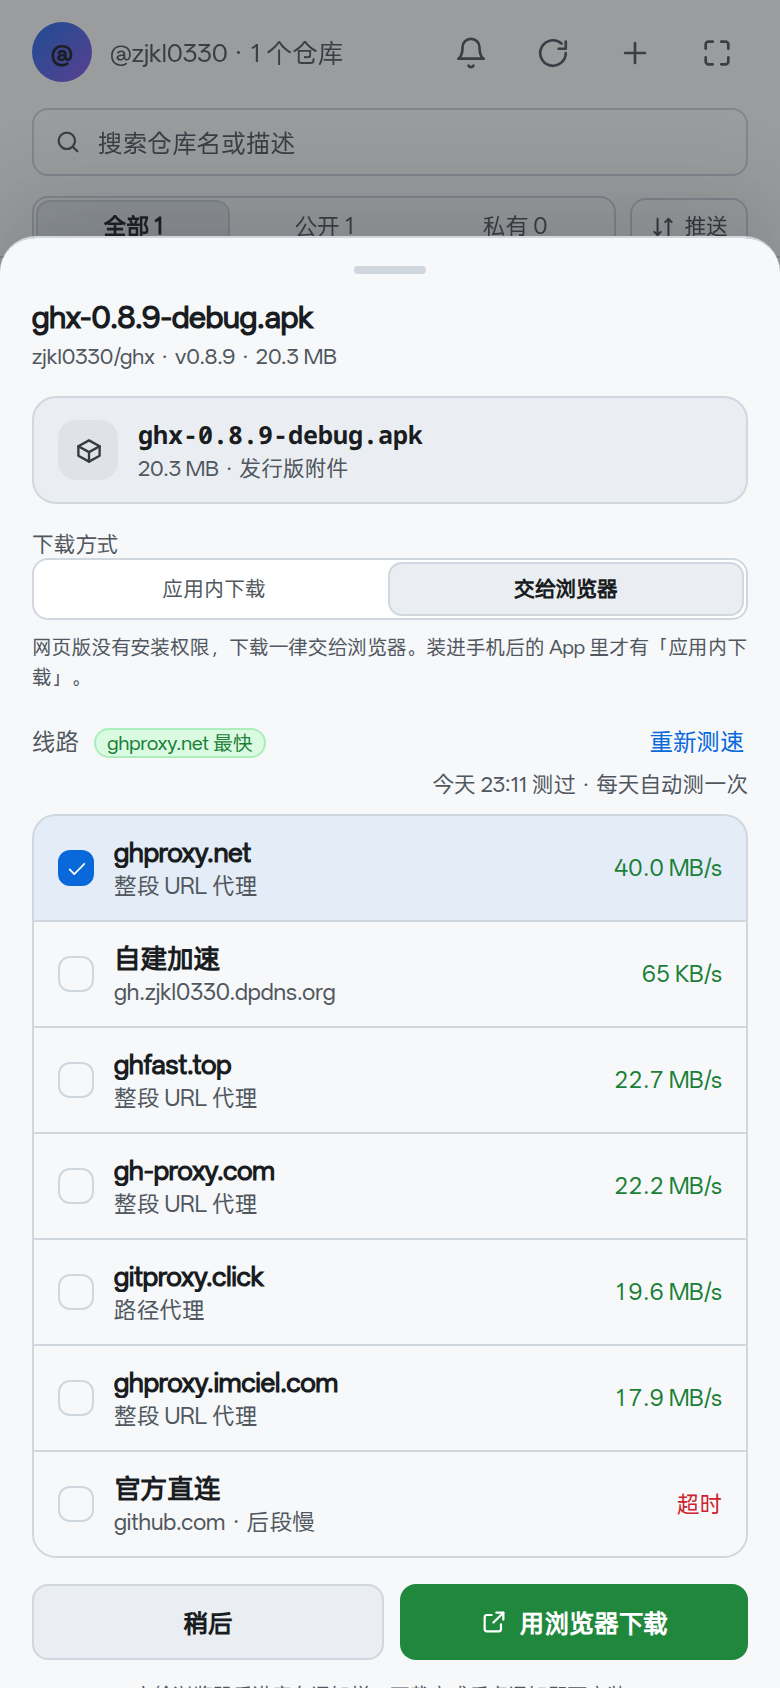 @ @zjkl0330 · 1 个仓库
搜索仓库名或描述
全部 1 公开 1 私有 0 推送
ghx-0.8.9-debug.apk
zjkl0330/ghx · v0.8.9 · 20.3 MB
ghx-0.8.9-debug.apk
20.3 MB · 发行版附件
下载方式
应用内下载 交给浏览器
网页版没有安装权限，下载一律交给浏览器。装进手机后的 App 里才有「应用内下
载」。
线路 ghproxy.net 最快 重新测速
今天 23:11 测过 · 每天自动测一次
ghproxy.net
整段 URL 代理
40.0 MB/s
自建加速
gh.zjkl0330.dpdns.org
65 KB/s
ghfast.top
整段 URL 代理
22.7 MB/s
gh-proxy.com
整段 URL 代理
22.2 MB/s
gitproxy.click
路径代理
19.6 MB/s
ghproxy.imciel.com
整段 URL 代理
17.9 MB/s
官方直连
github.com · 后段慢
超时
稍后 用浏览器下载